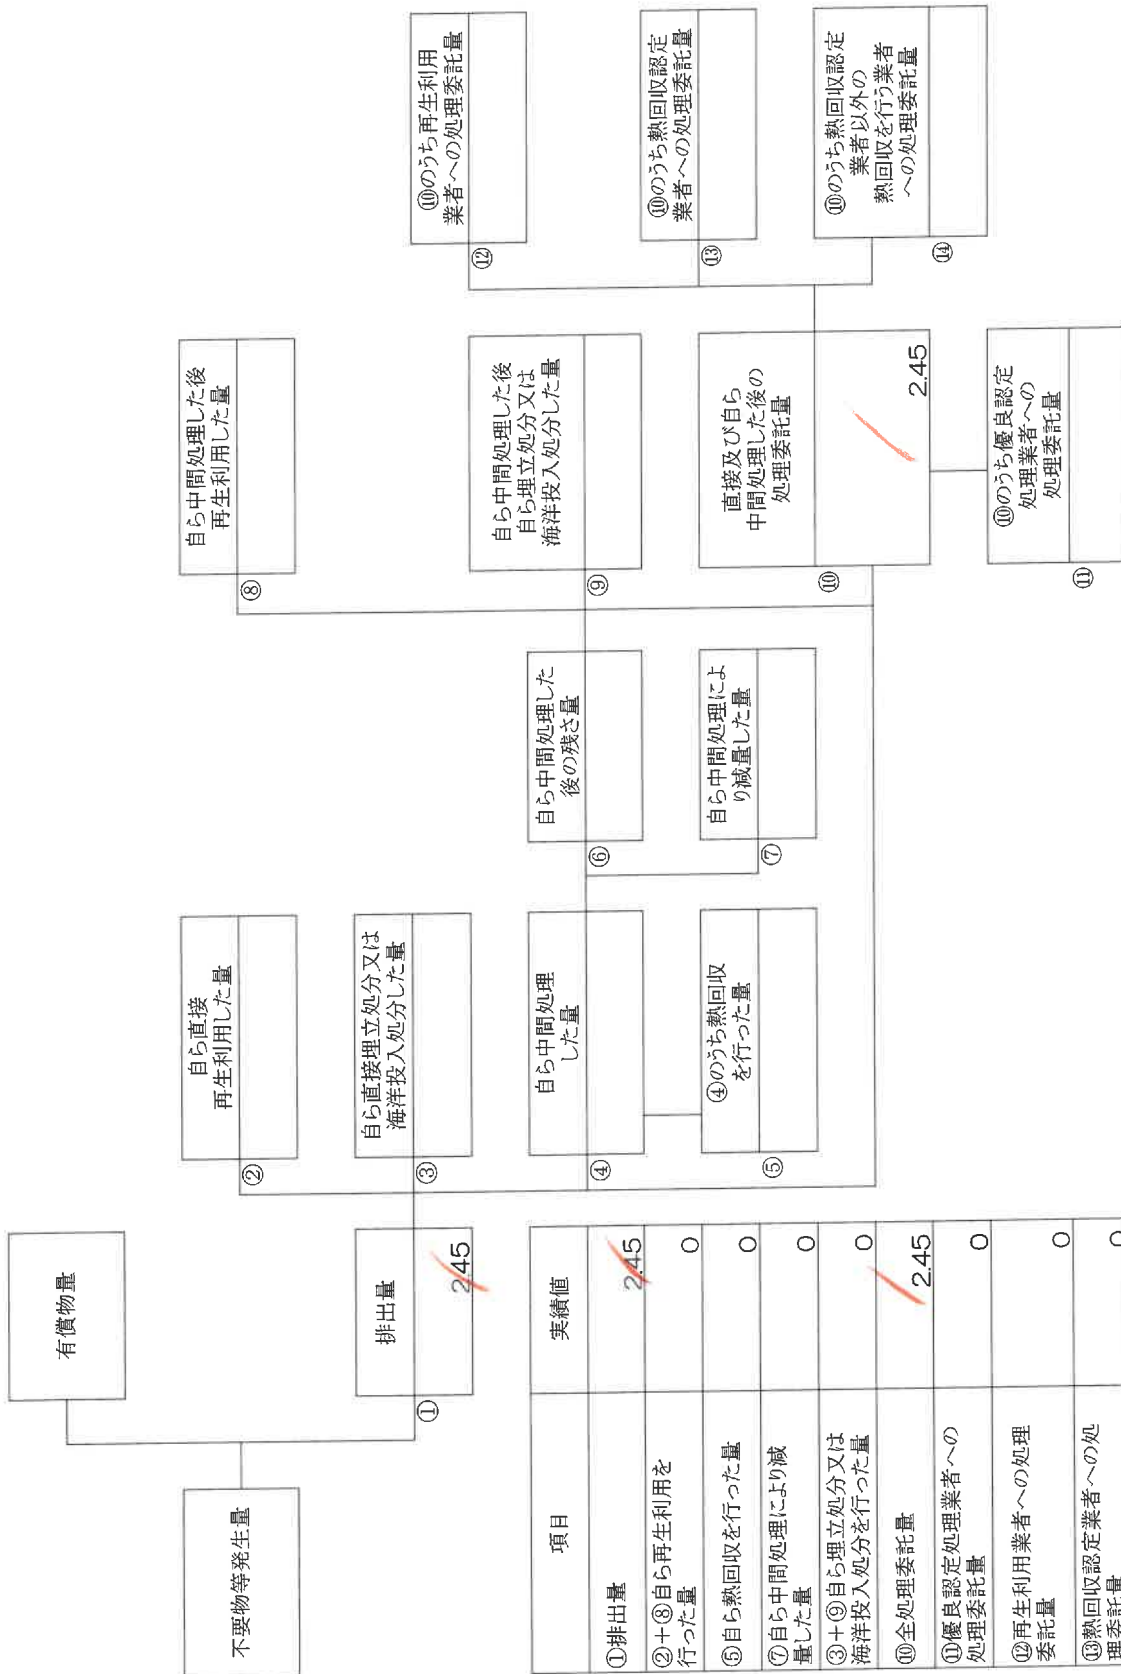 不要物等発生量
有償物量
排出量
①
2.45
自ら直接
再生利用した量
②
自ら直接埋立処分又は
海洋投入処分した量
③
自ら中間処理
した量
④
④のうち熱回収
を行った量
⑤
自ら中間処理した
後の残さ量
⑥
自ら中間処理によ
り減量した量
⑦
自ら中間処理した後
再生利用した量
⑧
自ら中間処理した後
自ら埋立処分又は
海洋投入処分した量
⑨
直接及び自ら
中間処理した後の
処理委託量
⑩
2.45
⑩のうち優良認定
処理業者への
処理委託量
⑪
⑩のうち再生利用
業者への処理委託量
⑫
⑩のうち熱回収認定
業者への処理委託量
⑬
⑩のうち熱回収認定
業者以外の
熱回収を行う業者
への処理委託量
⑭
項目 実績値
①排出量 2.45
②+⑧自ら再生利用を
行った量 0
⑤自ら熱回収を行った量 0
⑦自ら中間処理により減
量した量 0
③+⑨自ら埋立処分又は
海洋投入処分を行った量 0
⑩全処理委託量 2.45
⑪優良認定処理業者への
処理委託量 0
⑫再生利用業者への処理
委託量 0
⑬熱回収認定業者への処
理委託量 0